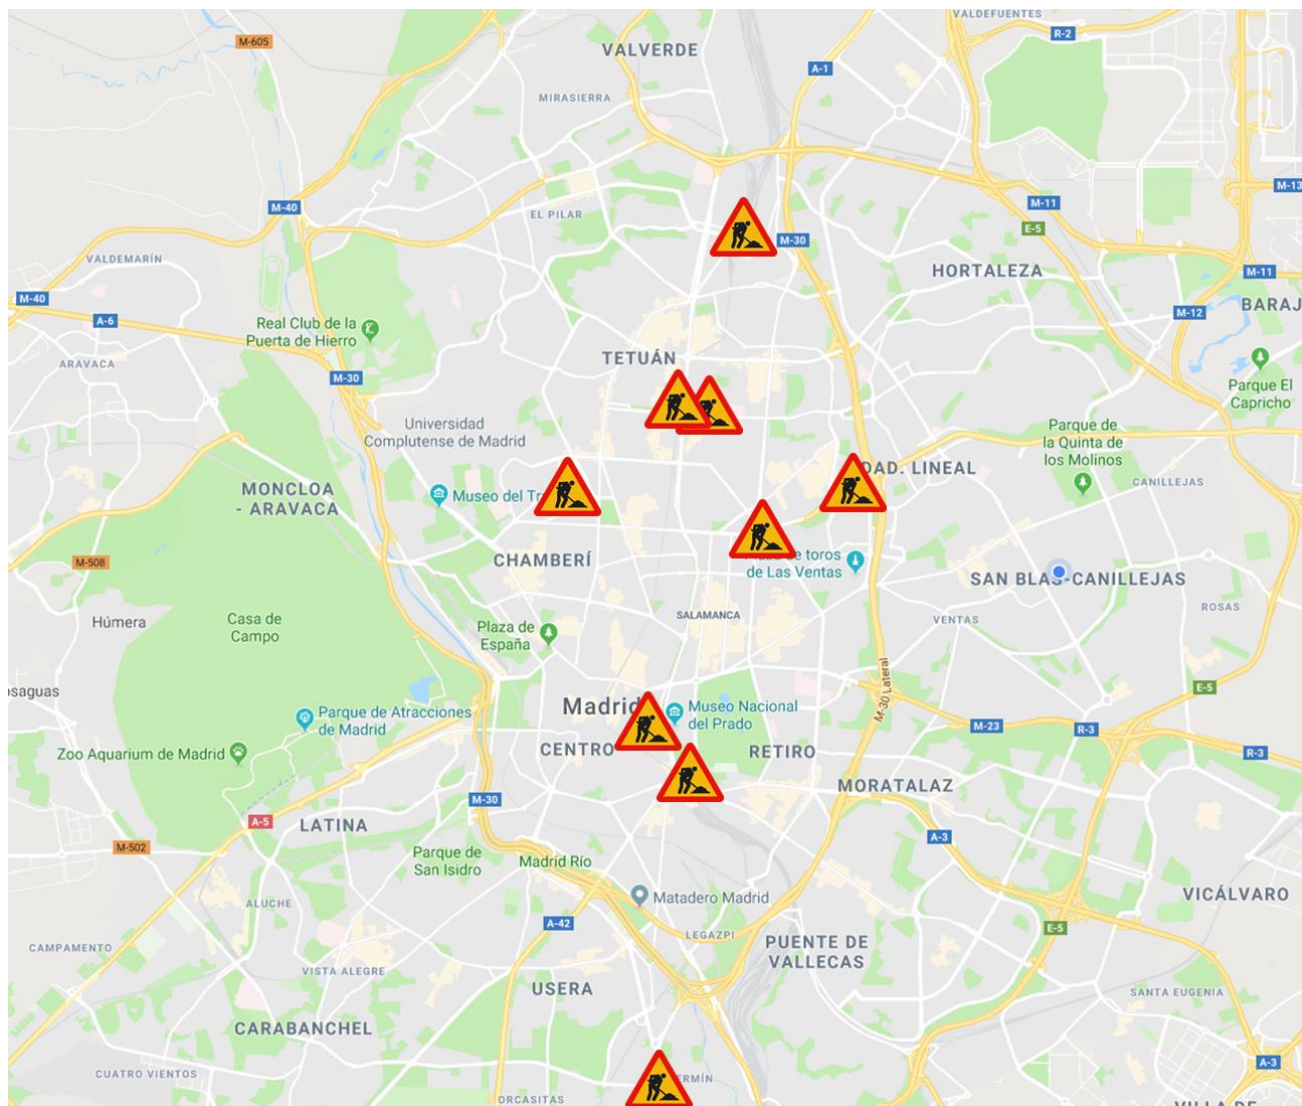 VALDEFUENTES
R-2
M-605
VALVERDE
A-1
MIRASIERRA
M-13
M-40
EL PILAR
M-11
E-5
M-30
VALDEMARÍN
HORTALEZA
M-11
M-40
BARAJ
A-6
M-12
Real Club de la
Puerta de Hierro
TETUÁN
ARAVACA
M-30
Parque El
Capricho
Universidad
Complutense de Madrid
Parque de
la Quinta de
los Molinos
DAD. LINEAL
CANILLEJAS
MONCLOA
- ARAVACA
Museo del Tr
CHAMBERÍ
de toros
de Las Ventas
M-508
SAN BLAS-CANILLEJAS
ROSAS
Húmera
Casa de
Campo
SALAMANCA
VENTAS
Plaza de
España
osaguas
E-5
M-30 Lateral
Madrid
Museo Nacional
del Prado
Parque de Atracciones
de Madrid
M-23
R-3
CENTRO
RETIRO
Zoo Aquarium de Madrid
R-3
MORATALAZ
M-30
A-5
LATINA
A-3
M-502
Parque de
San Isidro
Madrid Río
Matadero Madrid
VICÁLVARO
ALUCHE
A-42
E-5
LEGAZPI
CAMPAMENTO
PUENTE DE
VALLECAS
VISTA ALEGRE
USERA
SANTA EUGENIA
CARABANCHEL
A-3
CUATRO VIENTOS
ERMÍN
ORCASITAS
VILLA DE